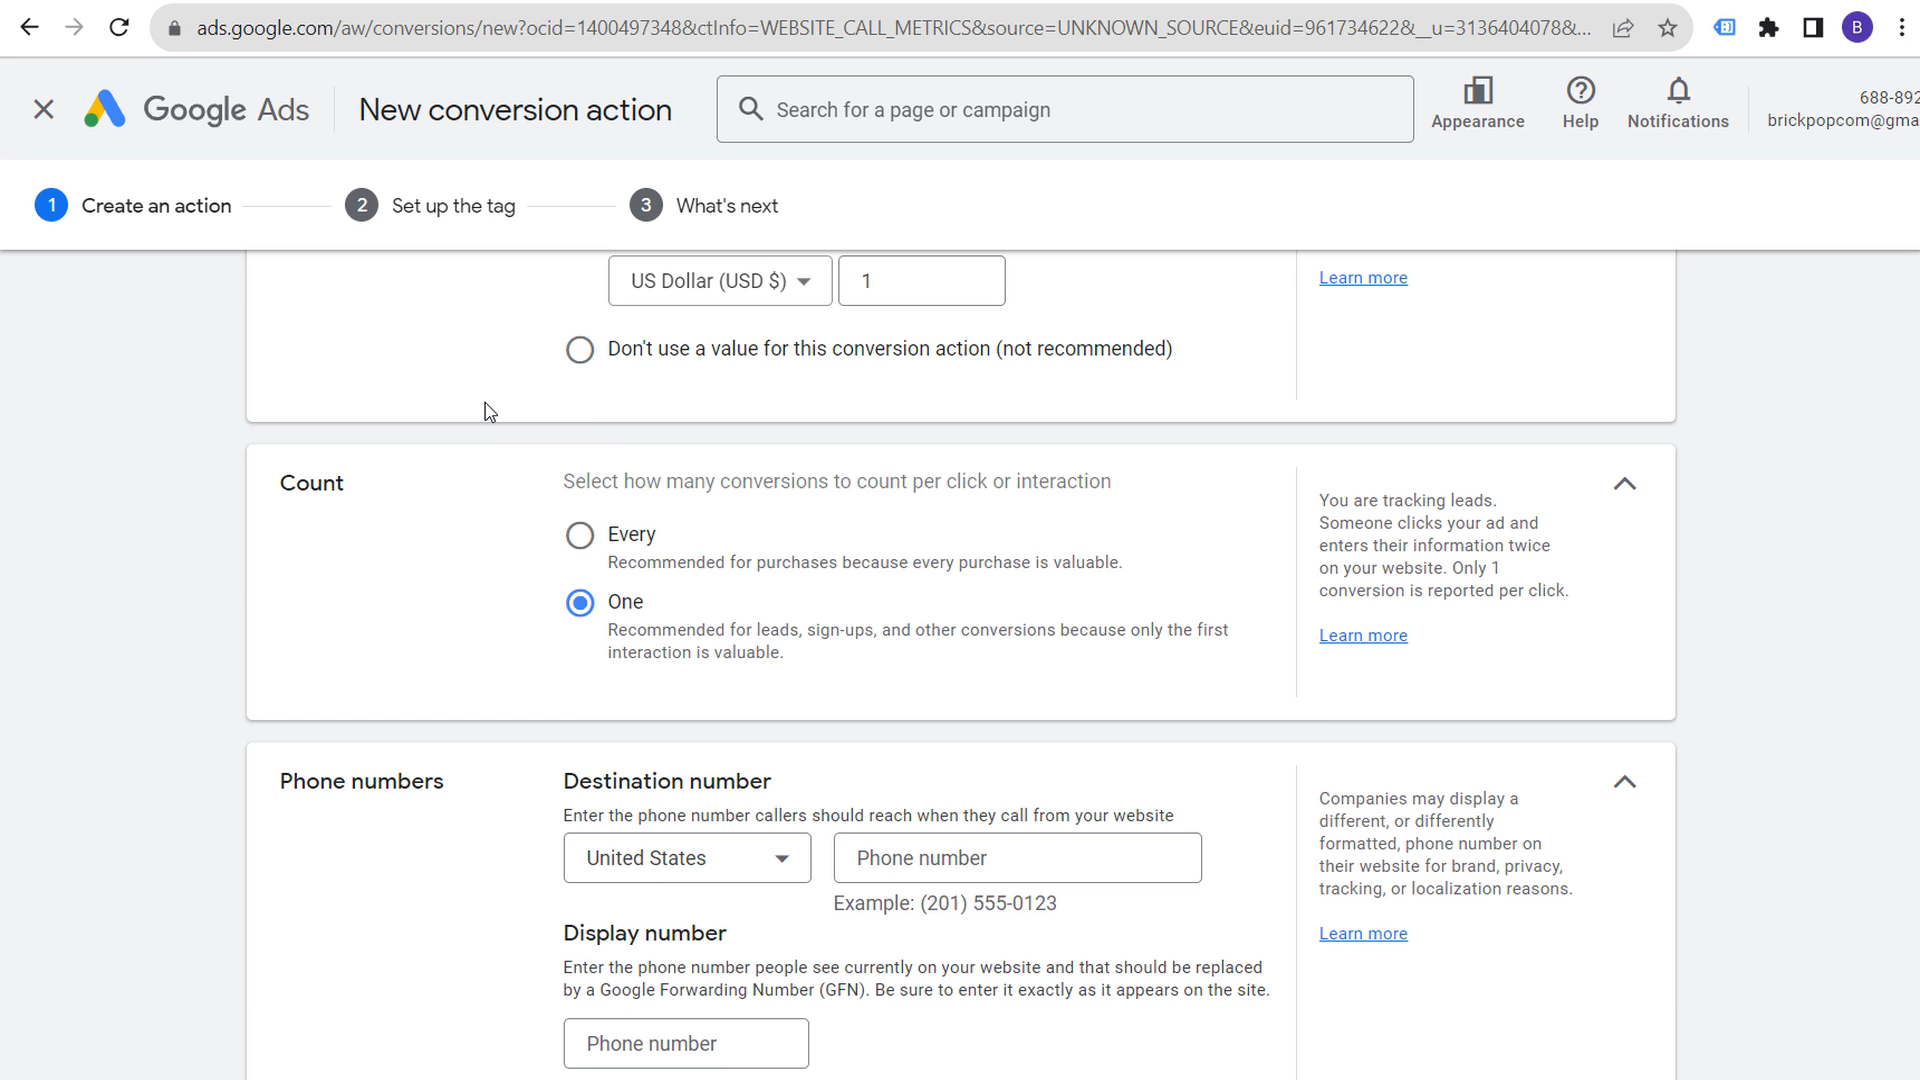 ads.google.com/aw/conversions/new?ocid=1400497348&ctInfo=WEBSITE_CALL_METRICS&source=UNKNOWN_SOURCE&euid=961734622&__u=3136404078&...
B
Google Ads
New conversion action
Search for a page or campaign
Appearance
Help
Notifications
688-892
brickpopcom@gma
1 Create an action
2 Set up the tag
3 What's next
US Dollar (USD $)
1
Learn more
Don't use a value for this conversion action (not recommended)
Count
Select how many conversions to count per click or interaction
Every
Recommended for purchases because every purchase is valuable.
One
Recommended for leads, sign-ups, and other conversions because only the first
interaction is valuable.
You are tracking leads.
Someone clicks your ad and
enters their information twice
on your website. Only 1
conversion is reported per click.
Learn more
Phone numbers
Destination number
Enter the phone number callers should reach when they call from your website
United States
Phone number
Example: (201) 555-0123
Display number
Enter the phone number people see currently on your website and that should be replaced
by a Google Forwarding Number (GFN). Be sure to enter it exactly as it appears on the site.
Phone number
Companies may display a
different, or differently
formatted, phone number on
their website for brand, privacy,
tracking, or localization reasons.
Learn more